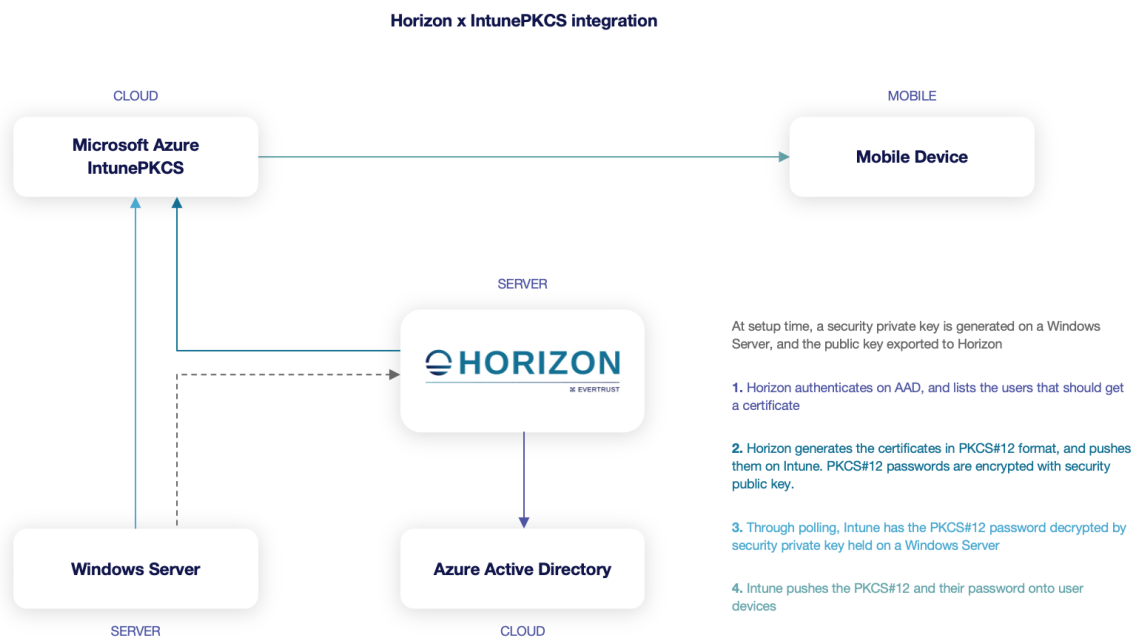 Horizon x IntunePKCS integration
CLOUD
MOBILE
Microsoft Azure
IntunePKCS
Mobile Device
SERVER
HORIZON
EVERTRUST
At setup time, a security private key is generated on a Windows
Server, and the public key exported to Horizon
1. Horizon authenticates on AAD, and lists the users that should get
a certificate
2. Horizon generates the certificates in PKCS#12 format, and pushes
them on Intune. PKCS#12 passwords are encrypted with security
public key.
3. Through polling, Intune has the PKCS#12 password decrypted by
security private key held on a Windows Server
4. Intune pushes the PKCS#12 and their password onto user
devices
Windows Server
Azure Active Directory
SERVER
CLOUD